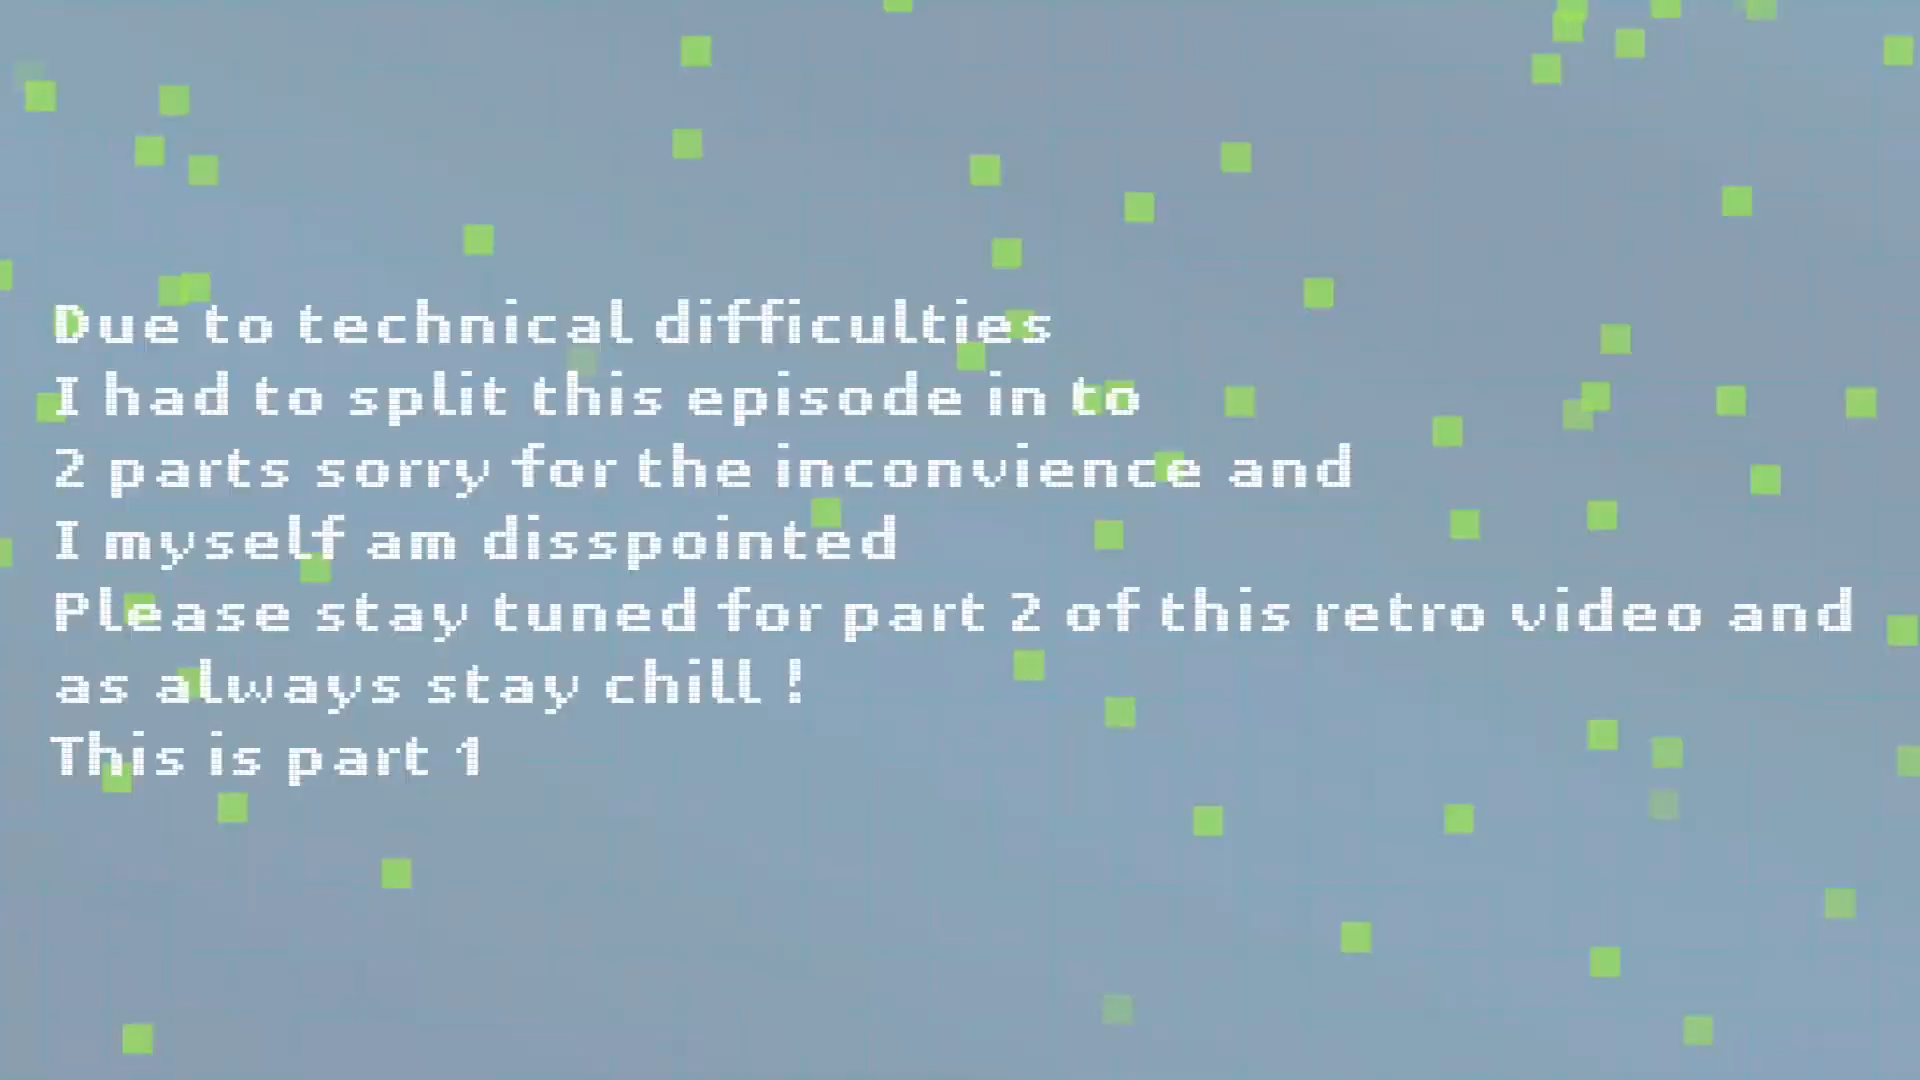 Due to technical difficulties
I had to split this episode in to
2 parts sorry for the inconvience and
I myself am disspointed
Please stay tuned for part 2 of this retro video and
as always stay chill !
This is part 1